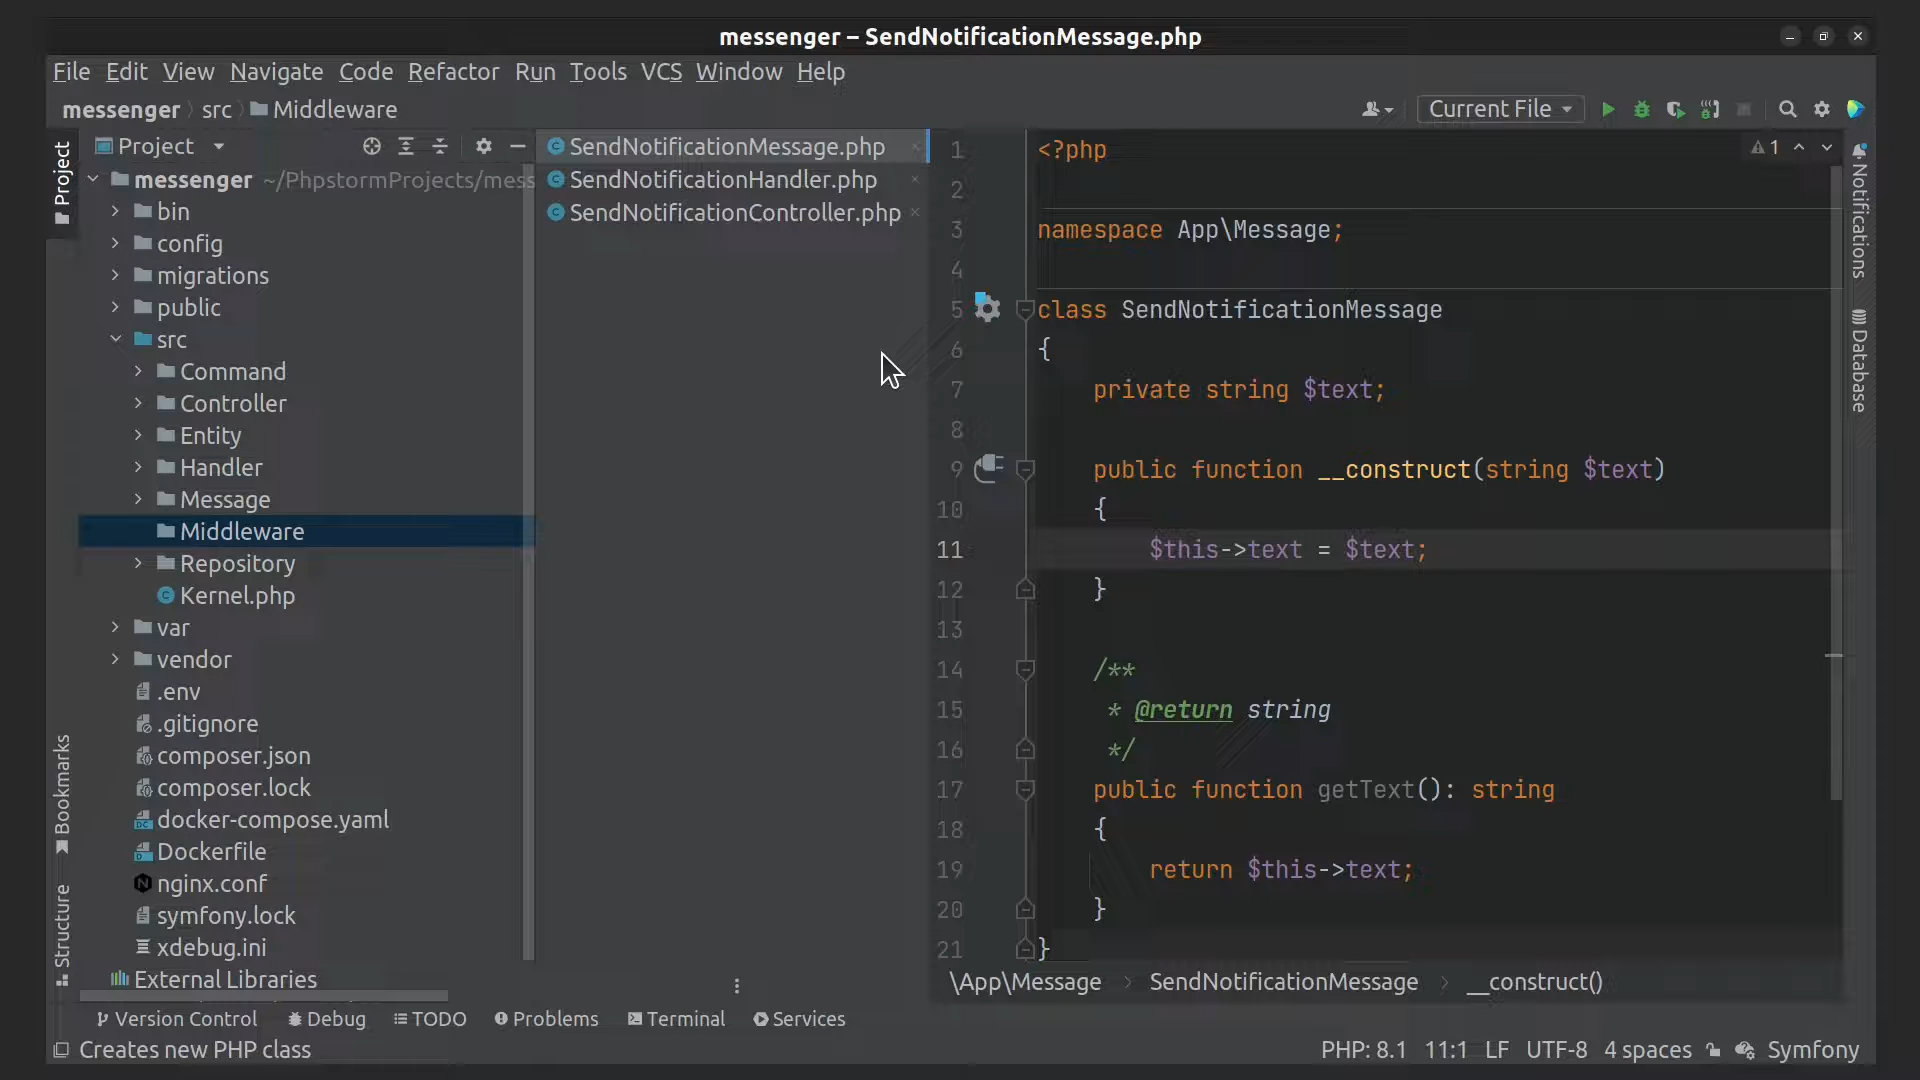 messenger – SendNotificationMessage.php
File Edit View Navigate Code Refactor Run Tools VCS Window Help
messenger src Middleware
Current File
Project
Project
messenger ~/PhpstormProjects/mess
bin
config
migrations
public
src
Command
Controller
Entity
Handler
Message
Middleware
Repository
Kernel.php
var
vendor
.env
.gitignore
composer.json
composer.lock
docker-compose.yaml
Dockerfile
nginx.conf
symfony.lock
xdebug.ini
External Libraries
Bookmarks
Structure
SendNotificationMessage.php
SendNotificationHandler.php
SendNotificationController.php
1 <?php
2
3 namespace App\Message;
4
5 class SendNotificationMessage
6 {
7 private string $text;
8
9 public function __construct(string $text)
10 {
11 $this->text = $text;
12 }
13
14 /**
15 * @return string
16 */
17 public function getText(): string
18 {
19 return $this->text;
20 }
21 }
1
Notifications
Database
\App\Message SendNotificationMessage __construct()
Version Control Debug TODO Problems Terminal Services
Creates new PHP class
PHP: 8.1 11:1 LF UTF-8 4 spaces Symfony